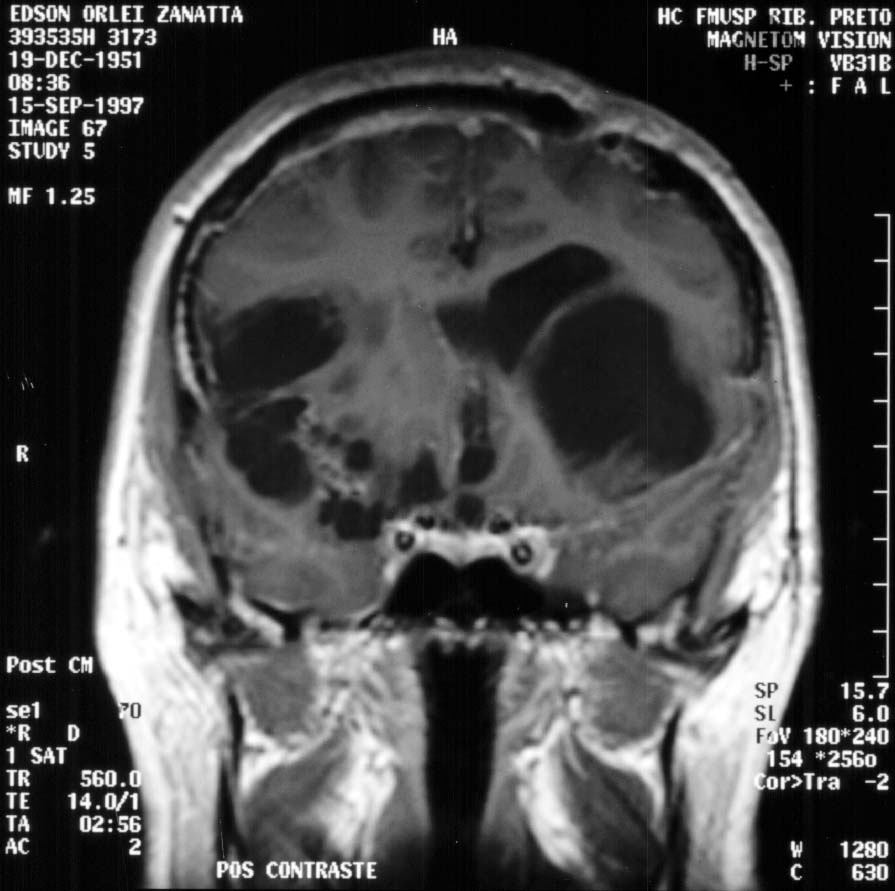 EDSON ORLEI ZANATTA
393535H 3173
19-DEC-1951
08:36
15-SEP-1997
IMAGE 67
STUDY 5
MF 1.25
HA
HC FMUSP RIB. PRETO
MAGNETOM VISION
H-SP VB31B
+ : F A L
R
Post CM
se1 70
*R D
1 SAT
TR 560.0
TE 14.0/1
TA 02:56
AC 2
POS CONTRASTE
SP 15.7
SL 6.0
FoV 180*240
154 *256o
Cor>Tra -2
W 1280
C 630